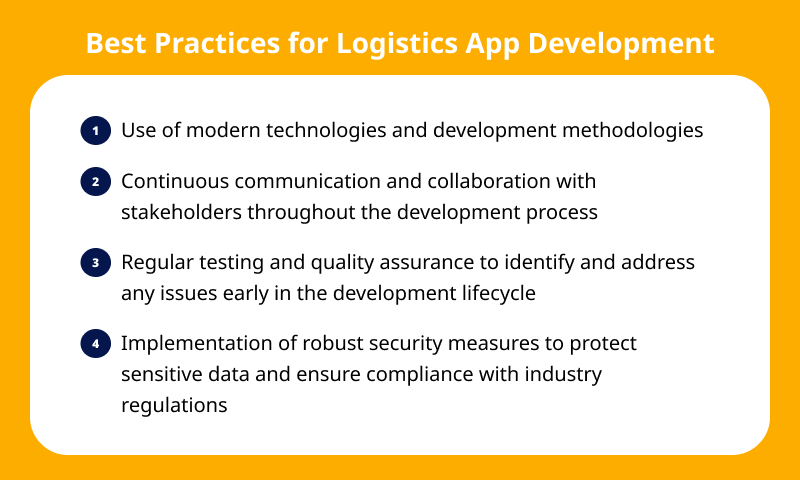 Best Practices for Logistics App Development
1 Use of modern technologies and development methodologies
2 Continuous communication and collaboration with
stakeholders throughout the development process
3 Regular testing and quality assurance to identify and address
any issues early in the development lifecycle
4 Implementation of robust security measures to protect
sensitive data and ensure compliance with industry
regulations